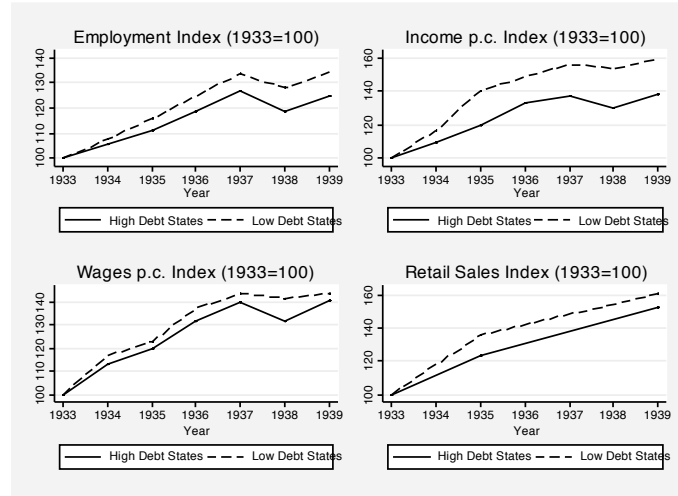 Employment Index (1933=100)
100 110 120 130 140
1933 1934 1935 1936 1937 1938 1939
Year
High Debt States Low Debt States
Income p.c. Index (1933=100)
100 120 140 160
1933 1934 1935 1936 1937 1938 1939
Year
High Debt States Low Debt States
Wages p.c. Index (1933=100)
100 110 120 130 140
1933 1934 1935 1936 1937 1938 1939
Year
High Debt States Low Debt States
Retail Sales Index (1933=100)
100 120 140 160
1933 1934 1935 1936 1937 1938 1939
Year
High Debt States Low Debt States